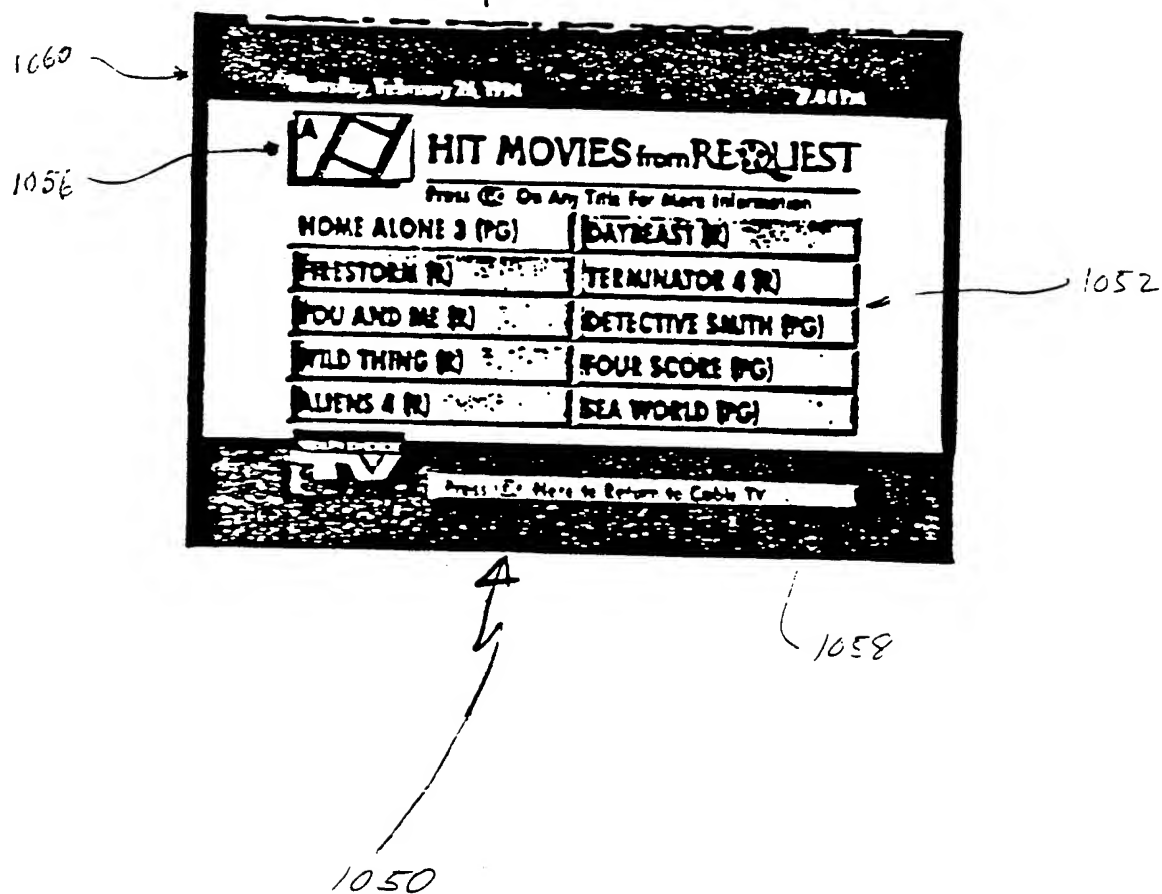 1060
Thursday, February 24, 1994 7:44 PM
1056
HIT MOVIES from REQUEST
Press On Any Title For More Information
HOME ALONE 3 (PG) DAYBEAST (R)
FIRESTORM (R) TERMINATOR 4 (R)
1052
YOU AND ME (R) DETECTIVE SMITH (PG)
WILD THING (R) FOUR SCORE (PG)
ALIENS 4 (R) SEA WORLD (PG)
TV
Press Here to Return to Cable TV
1058
1050